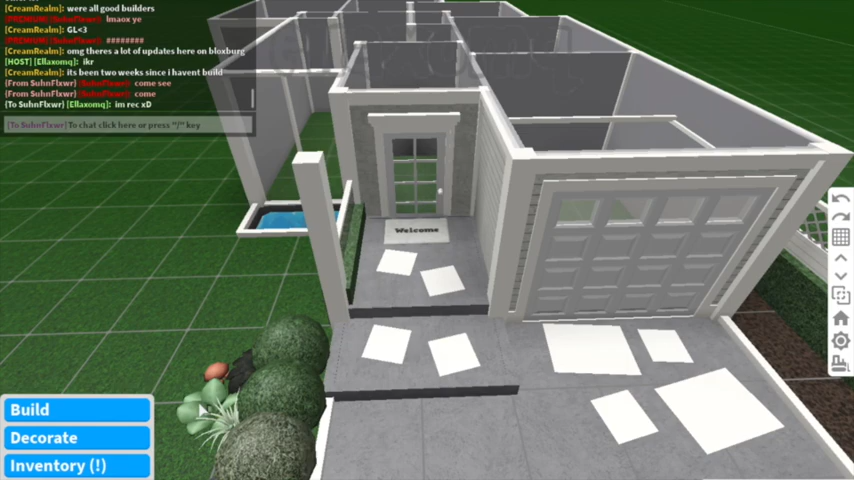 [CreamRealm]: were all good builders
[PREMIUM] [SuhnFlxwr]: lmaox ye
[CreamRealm]: GL<3
[PREMIUM] [SuhnFlxwr]: ########
[CreamRealm]: omg theres a lot of updates here on bloxburg
[HOST] [Ellaxomq]: ikr
[CreamRealm]: its been two weeks since i havent build
{From SuhnFlxwr} [SuhnFlxwr]: come see
{From SuhnFlxwr} [SuhnFlxwr]: come
{To SuhnFlxwr} [Ellaxomq]: im rec xD
[To SuhnFlxwr] To chat click here or press "/" key
Welcome
Build
Decorate
Inventory (!)